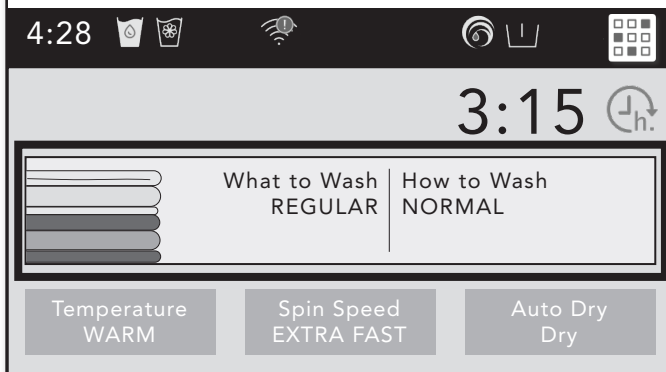 4:28
3:15 h.
What to Wash How to Wash
REGULAR NORMAL
Temperature Spin Speed Auto Dry
WARM EXTRA FAST Dry